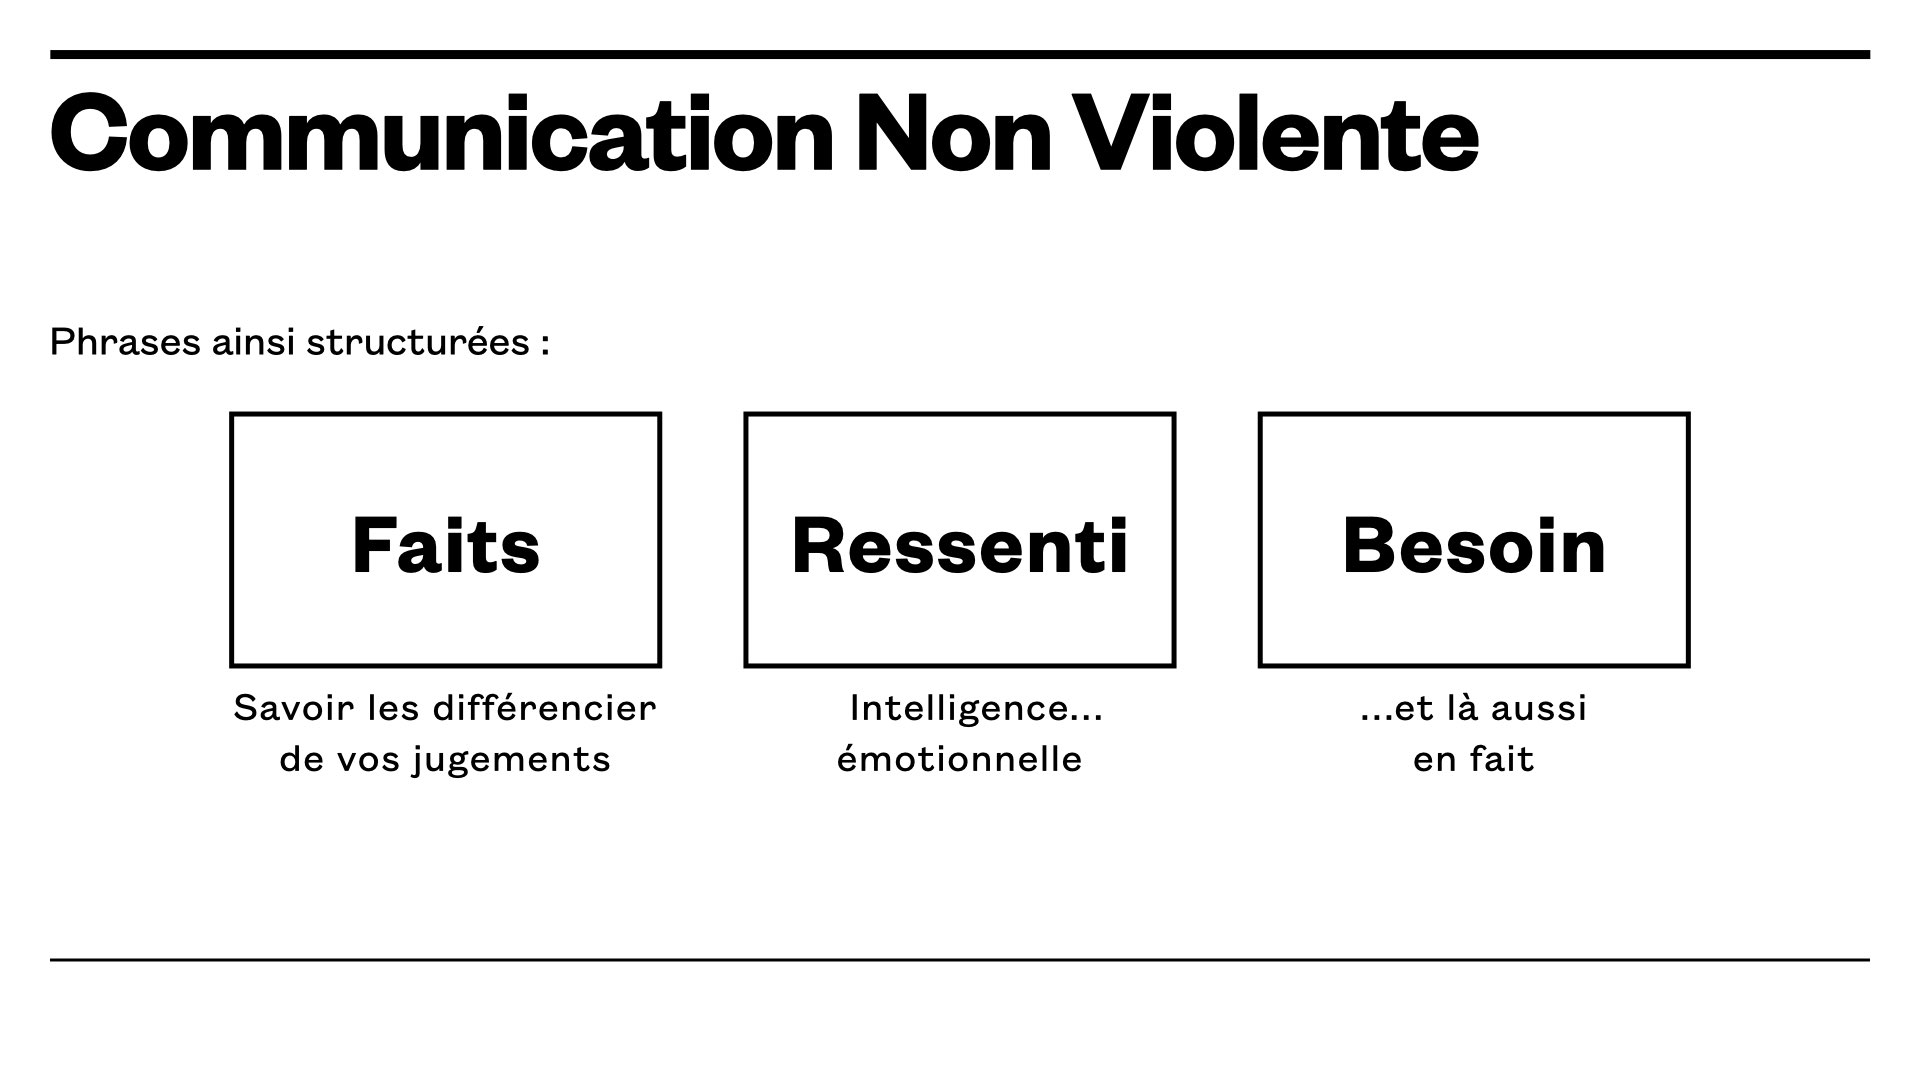 Communication Non Violente
Phrases ainsi structurées :
Faits
Savoir les différencier
de vos jugements
Ressenti
Intelligence...
émotionnelle
Besoin
...et là aussi
en fait